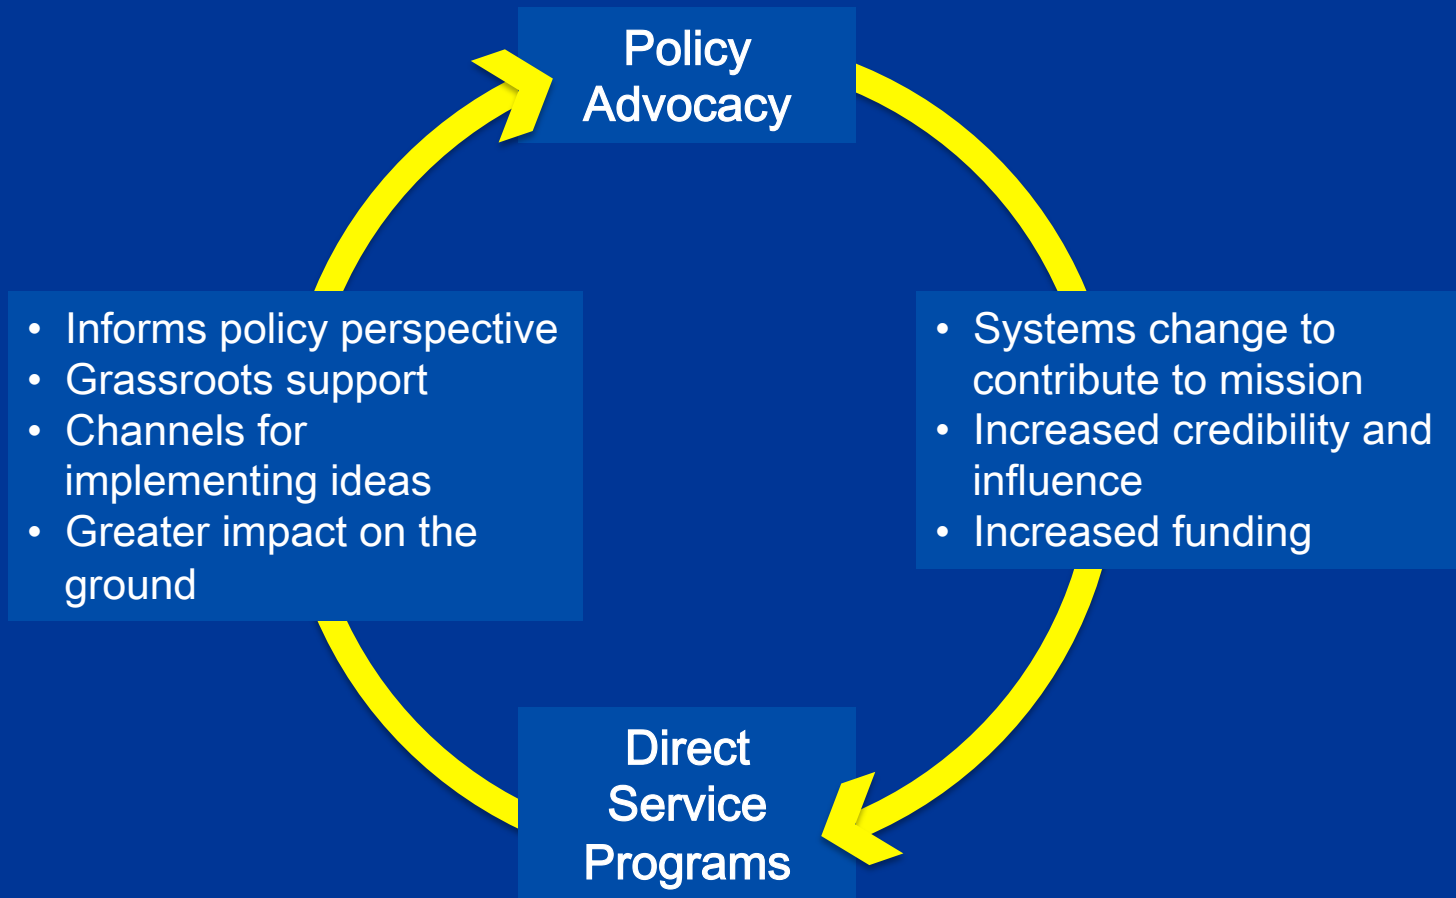 Policy
Advocacy
• Informs policy perspective
• Grassroots support
• Channels for
implementing ideas
• Greater impact on the
ground
• Systems change to
contribute to mission
• Increased credibility and
influence
• Increased funding
Direct
Service
Programs